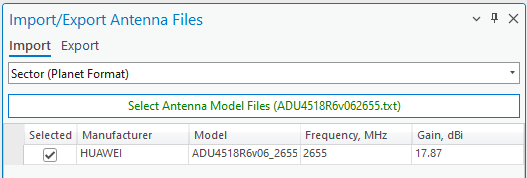 Import/Export Antenna Files
Import Export
Sector (Planet Format)
Select Antenna Model Files (ADU4518R6v062655.txt)
Selected Manufacturer Model Frequency, MHz Gain, dBi
HUAWEI ADU4518R6v06_2655 2655 17.87